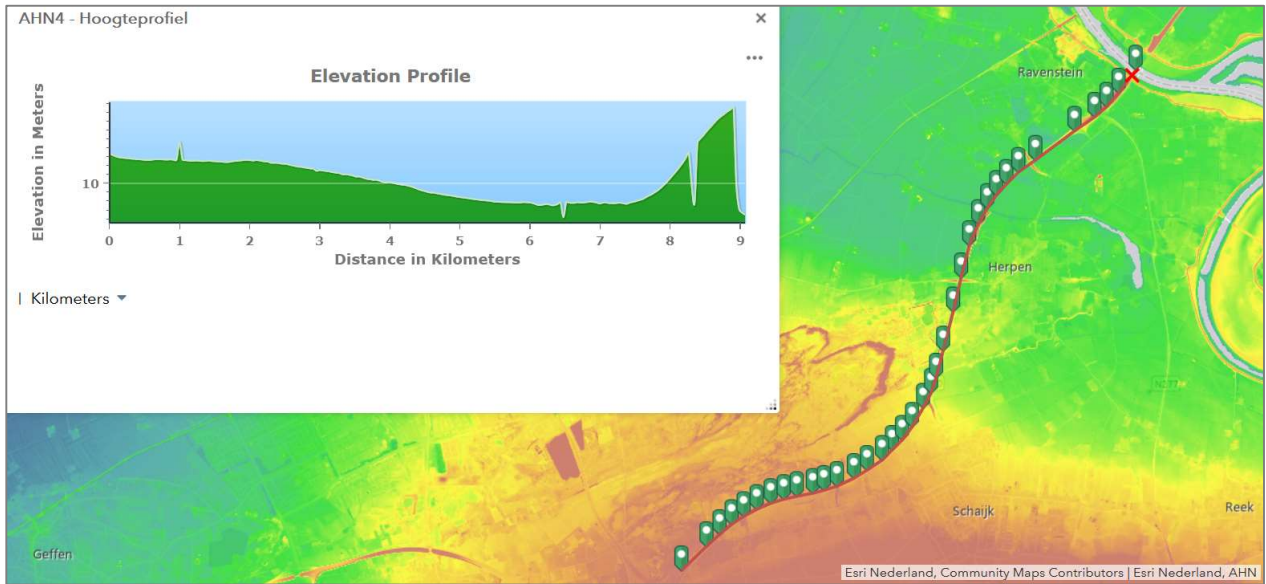 AHN4 - Hoogteprofiel
×
•••
Elevation Profile
Elevation in Meters
10
0 1 2 3 4 5 6 7 8 9
Distance in Kilometers
| Kilometers
Ravenstein
Herpen
N277
Schaijk
Reek
Geffen
Esri Nederland, Community Maps Contributors | Esri Nederland, AHN